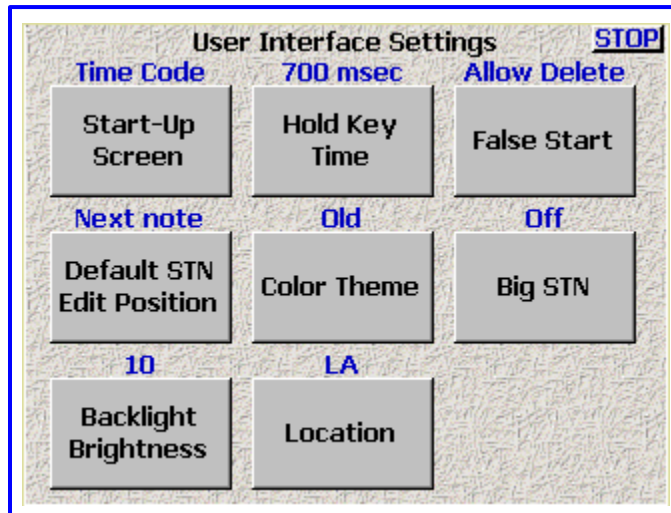 User Interface Settings STOP
Time Code 700 msec Allow Delete
Start-Up
Screen
Hold Key
Time
False Start
Next note Old Off
Default STN
Edit Position
Color Theme
Big STN
10 LA
Backlight
Brightness
Location